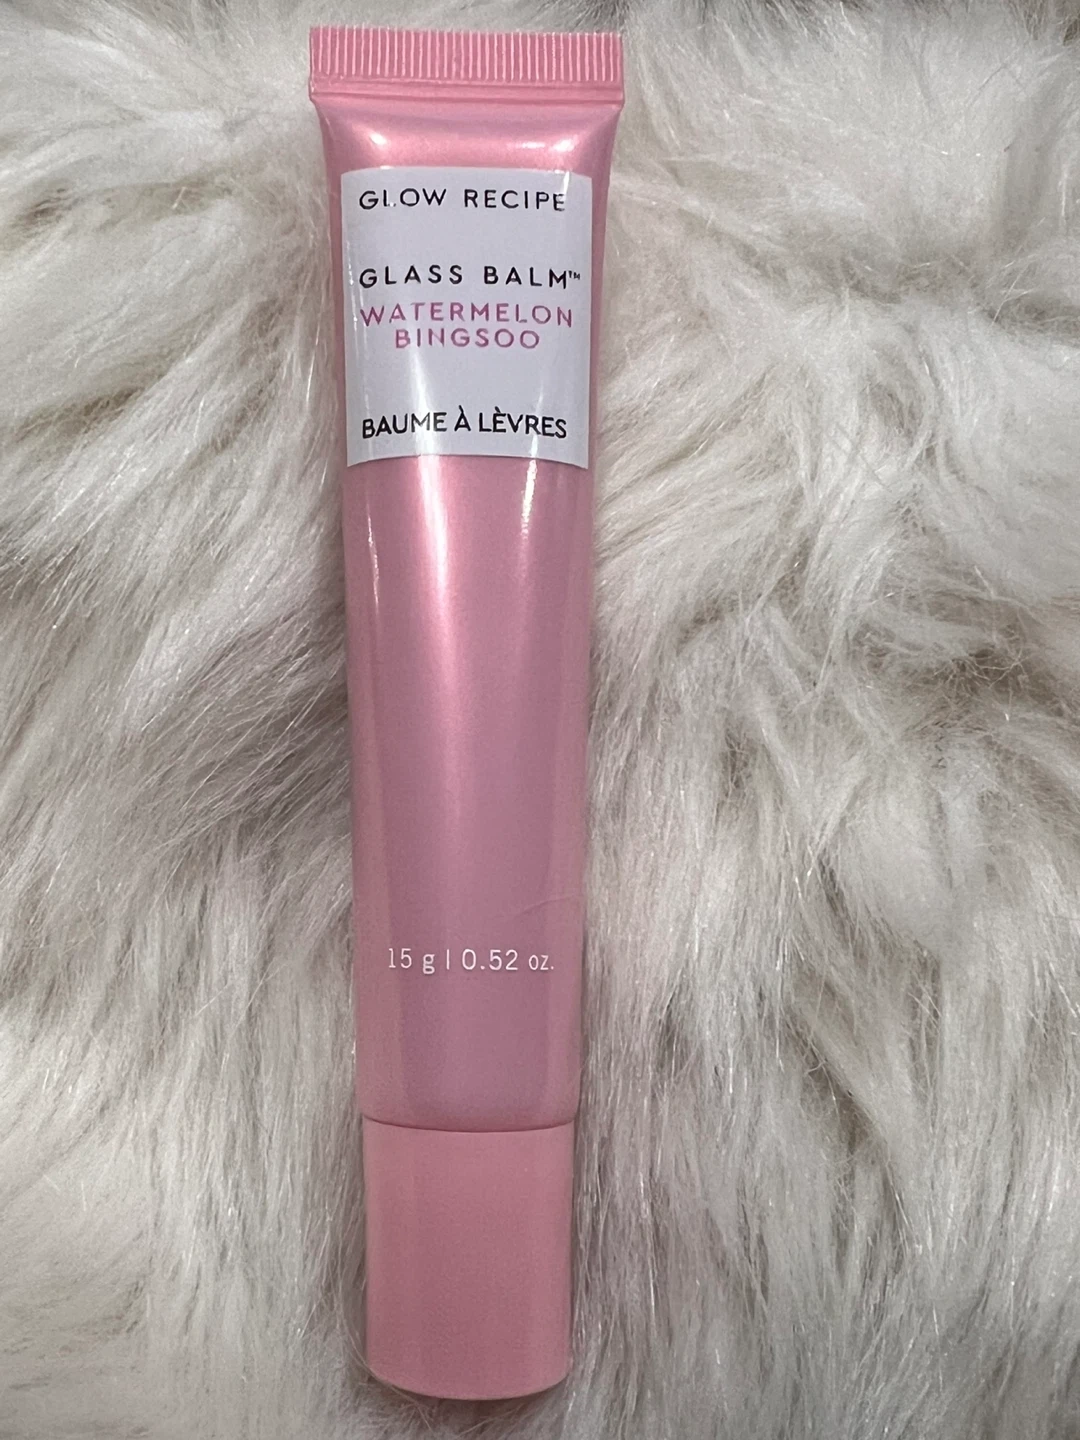 GLOW RECIPE
GLASS BALM™
WATERMELON
BINGSOO
BAUME À LÈVRES
15 g | 0.52 oz.